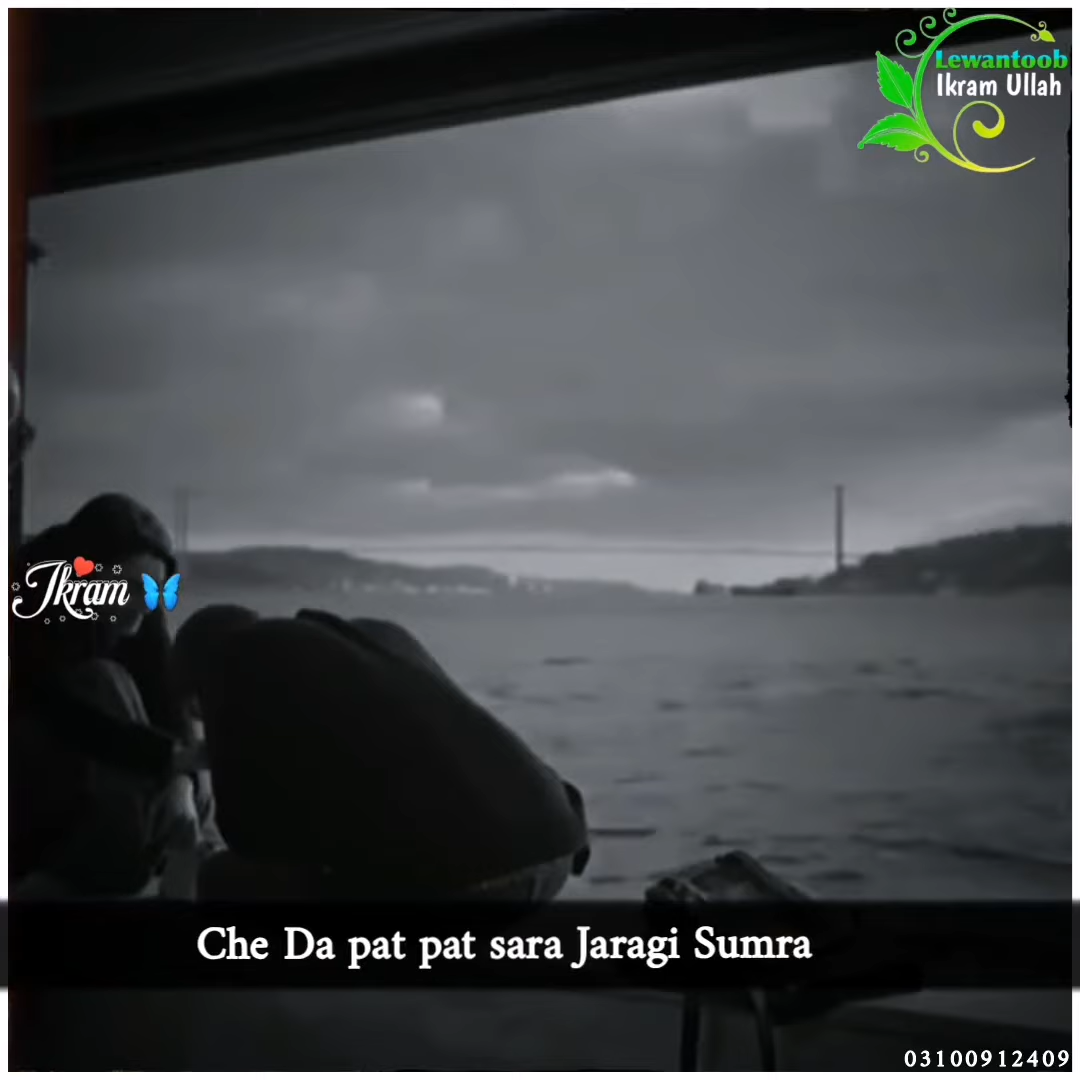 Lewantoob
Ikram Ullah
Ikram
Che Da pat pat sara Jaragi Sumra
03100912409